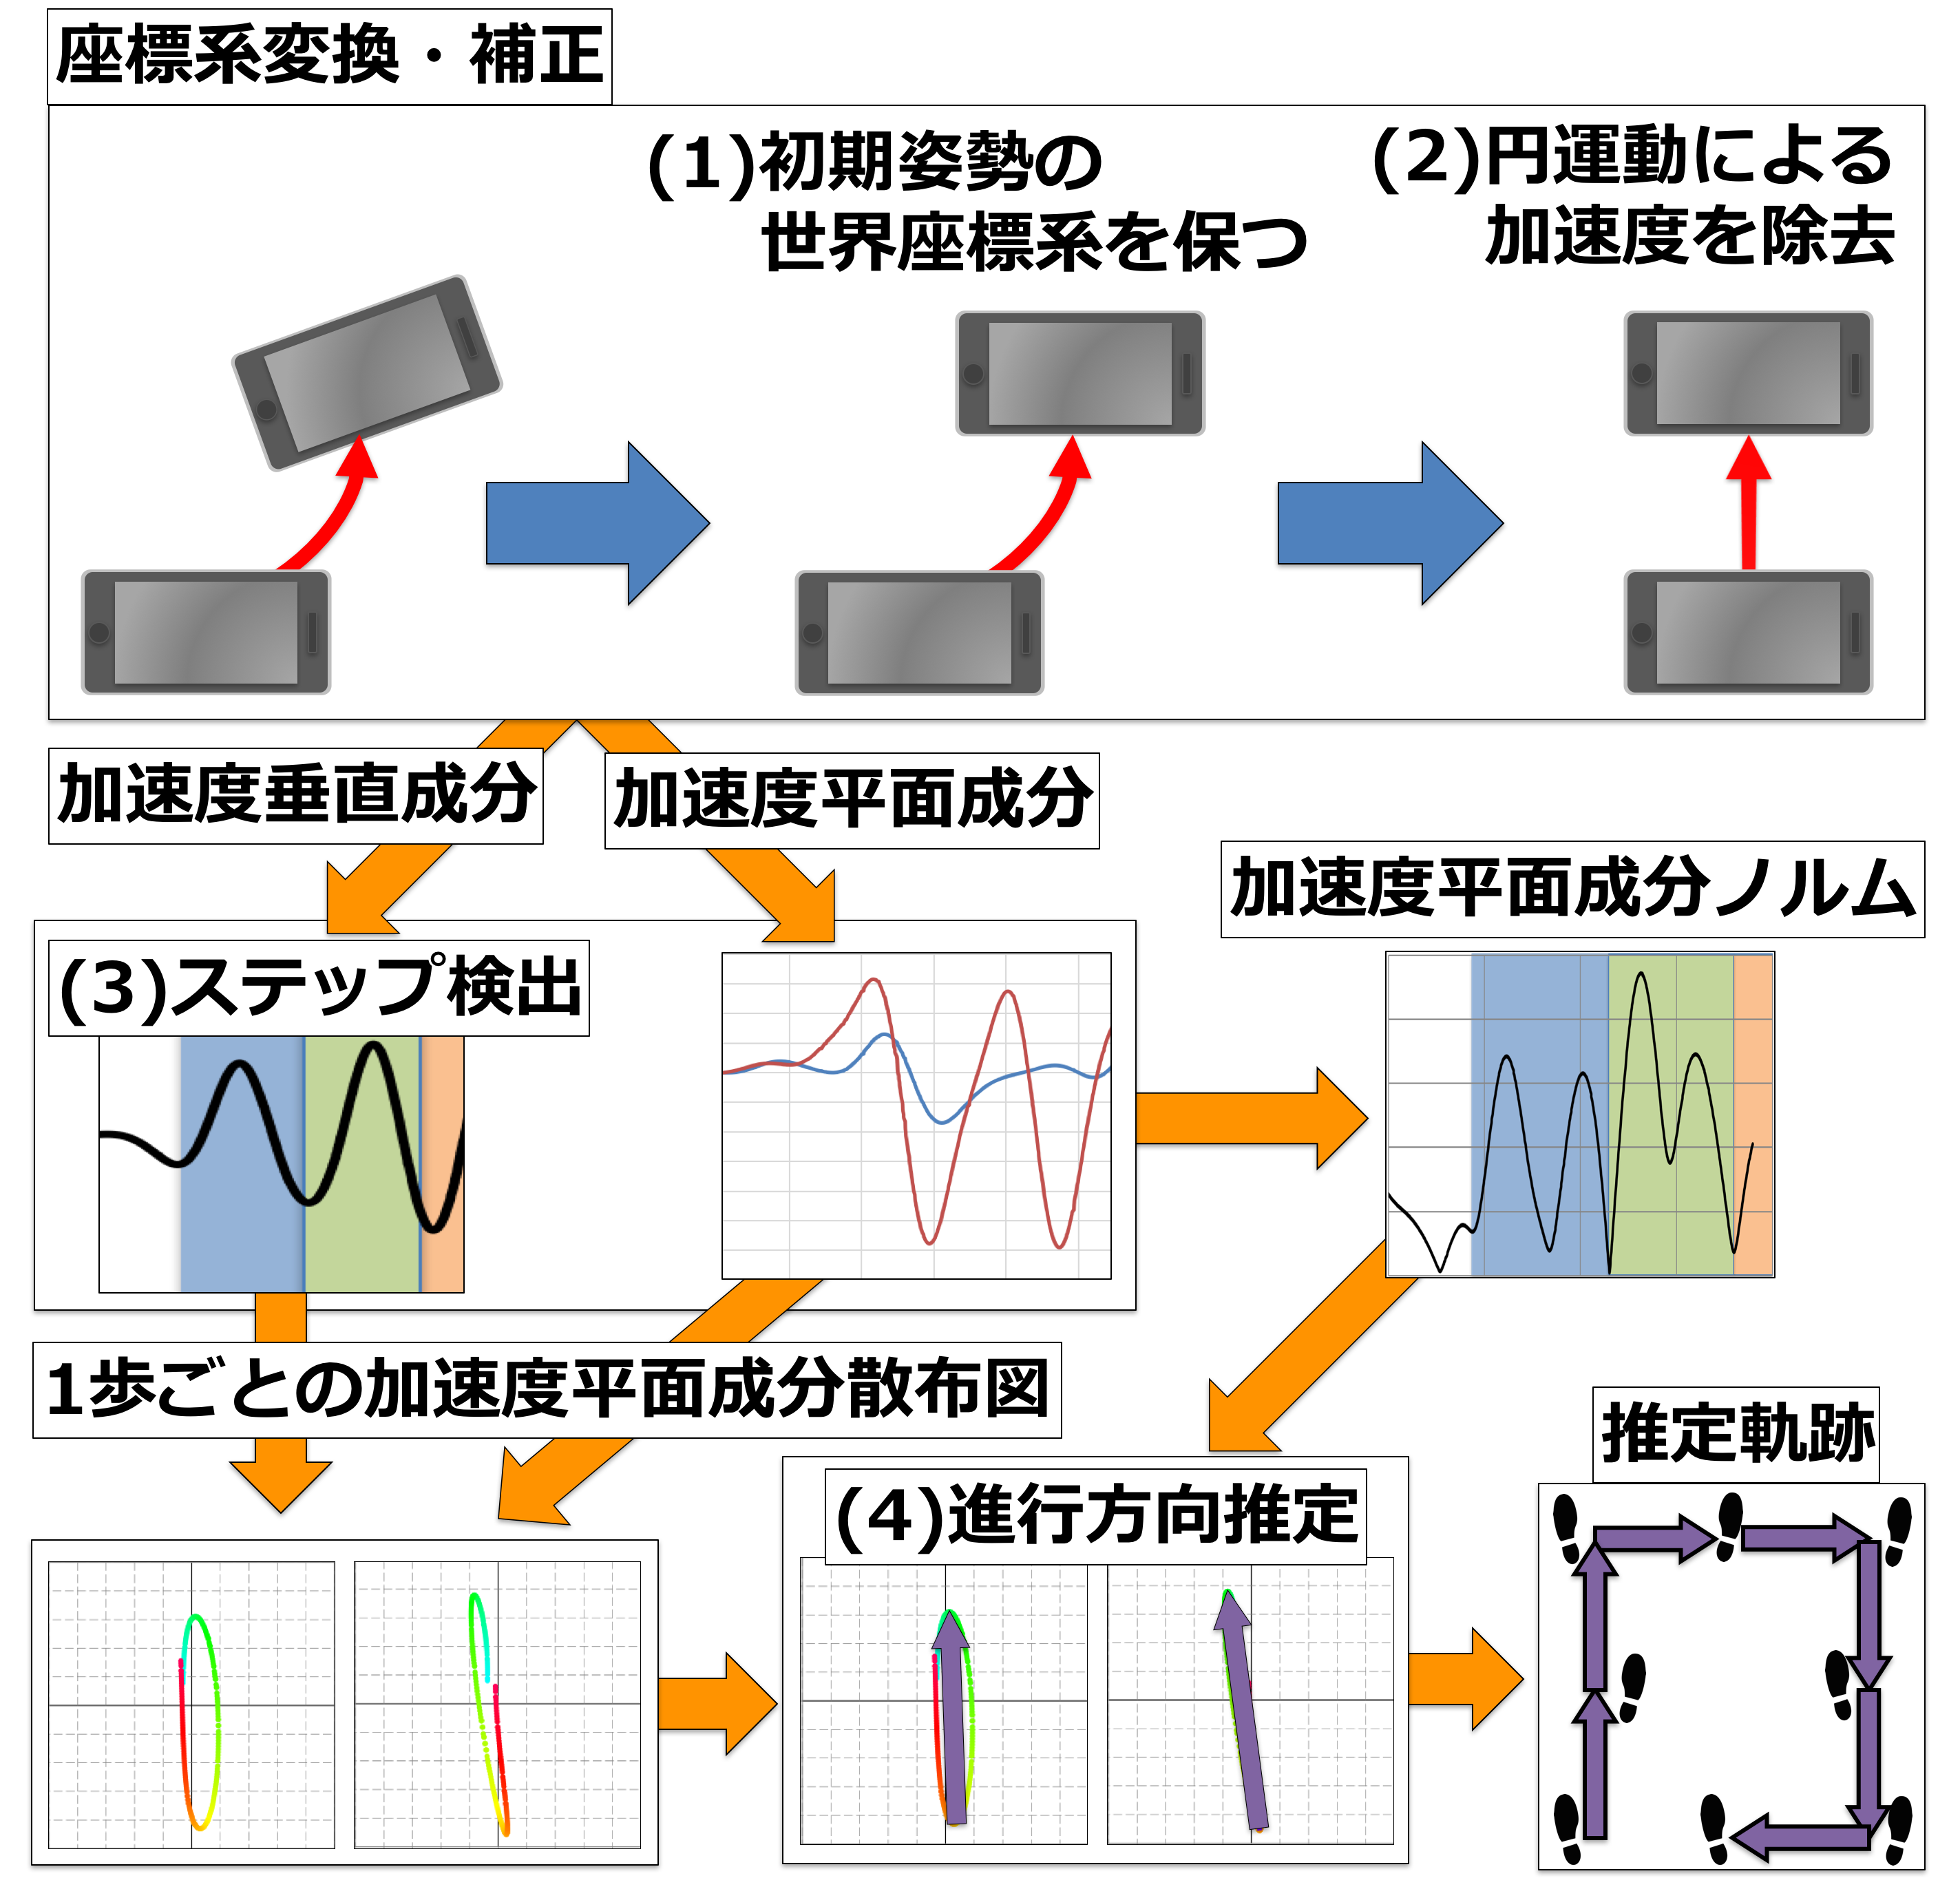 座標系変換・補正
(1)初期姿勢の
世界座標系を保つ
(2)円運動による
加速度を除去
加速度垂直成分
加速度平面成分
加速度平面成分ノルム
(3)ステップ検出
1歩ごとの加速度平面成分散布図
(4)進行方向推定
推定軌跡